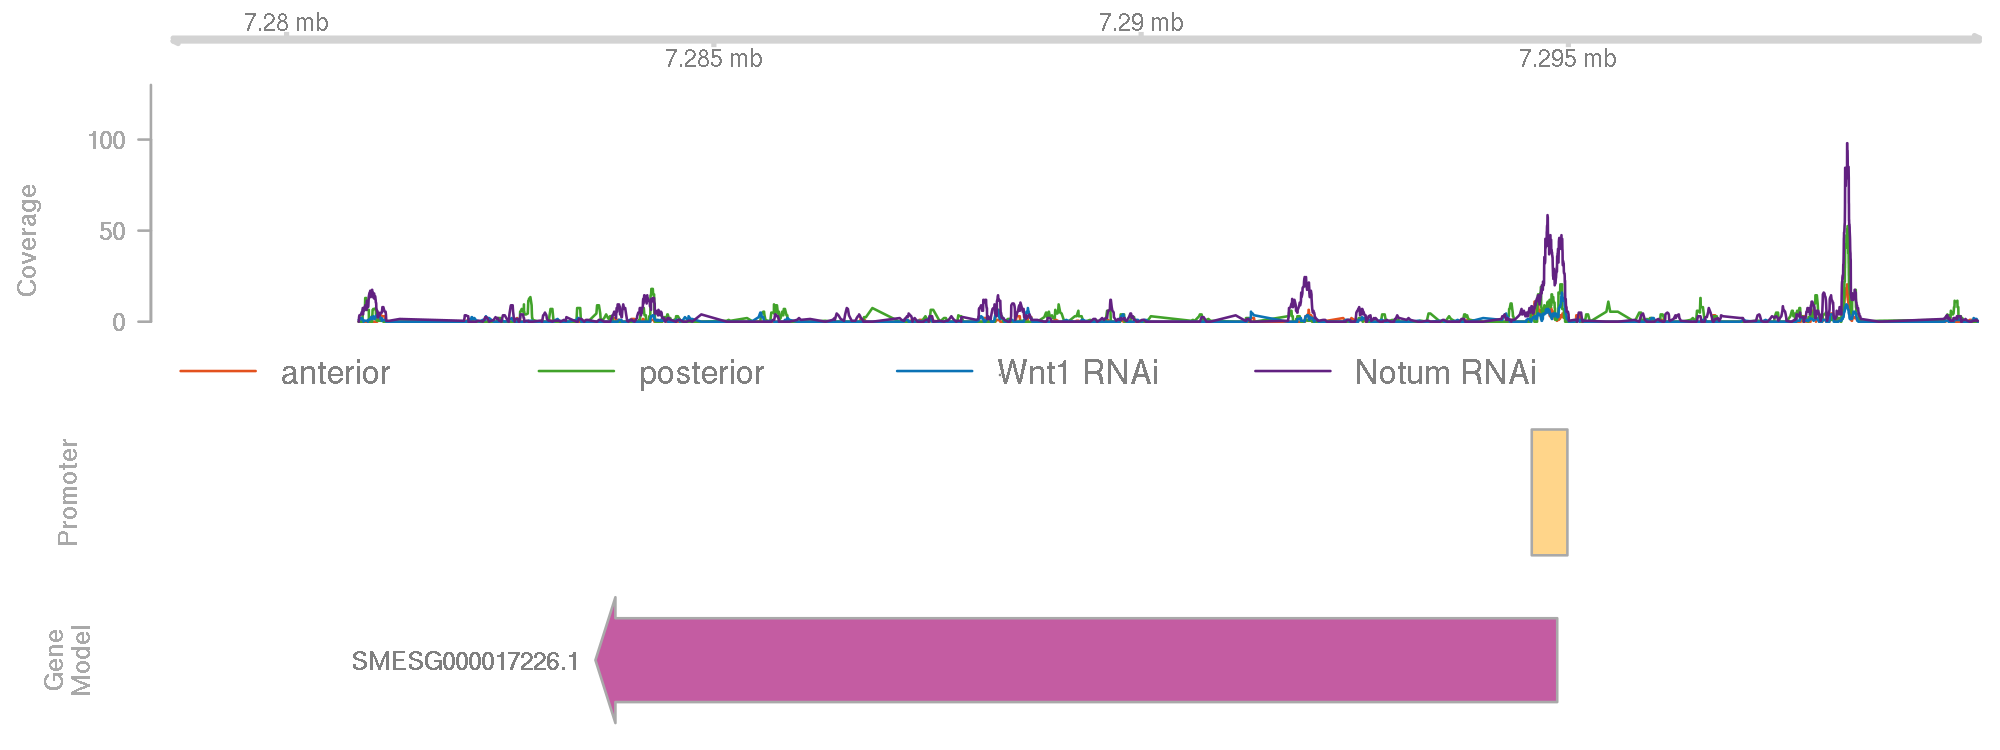 7.28 mb
7.29 mb
7.285 mb
7.295 mb
Coverage
100
50
0
anterior
posterior
Wnt1 RNAi
Notum RNAi
Promoter
Gene
Model
SMESG000017226.1